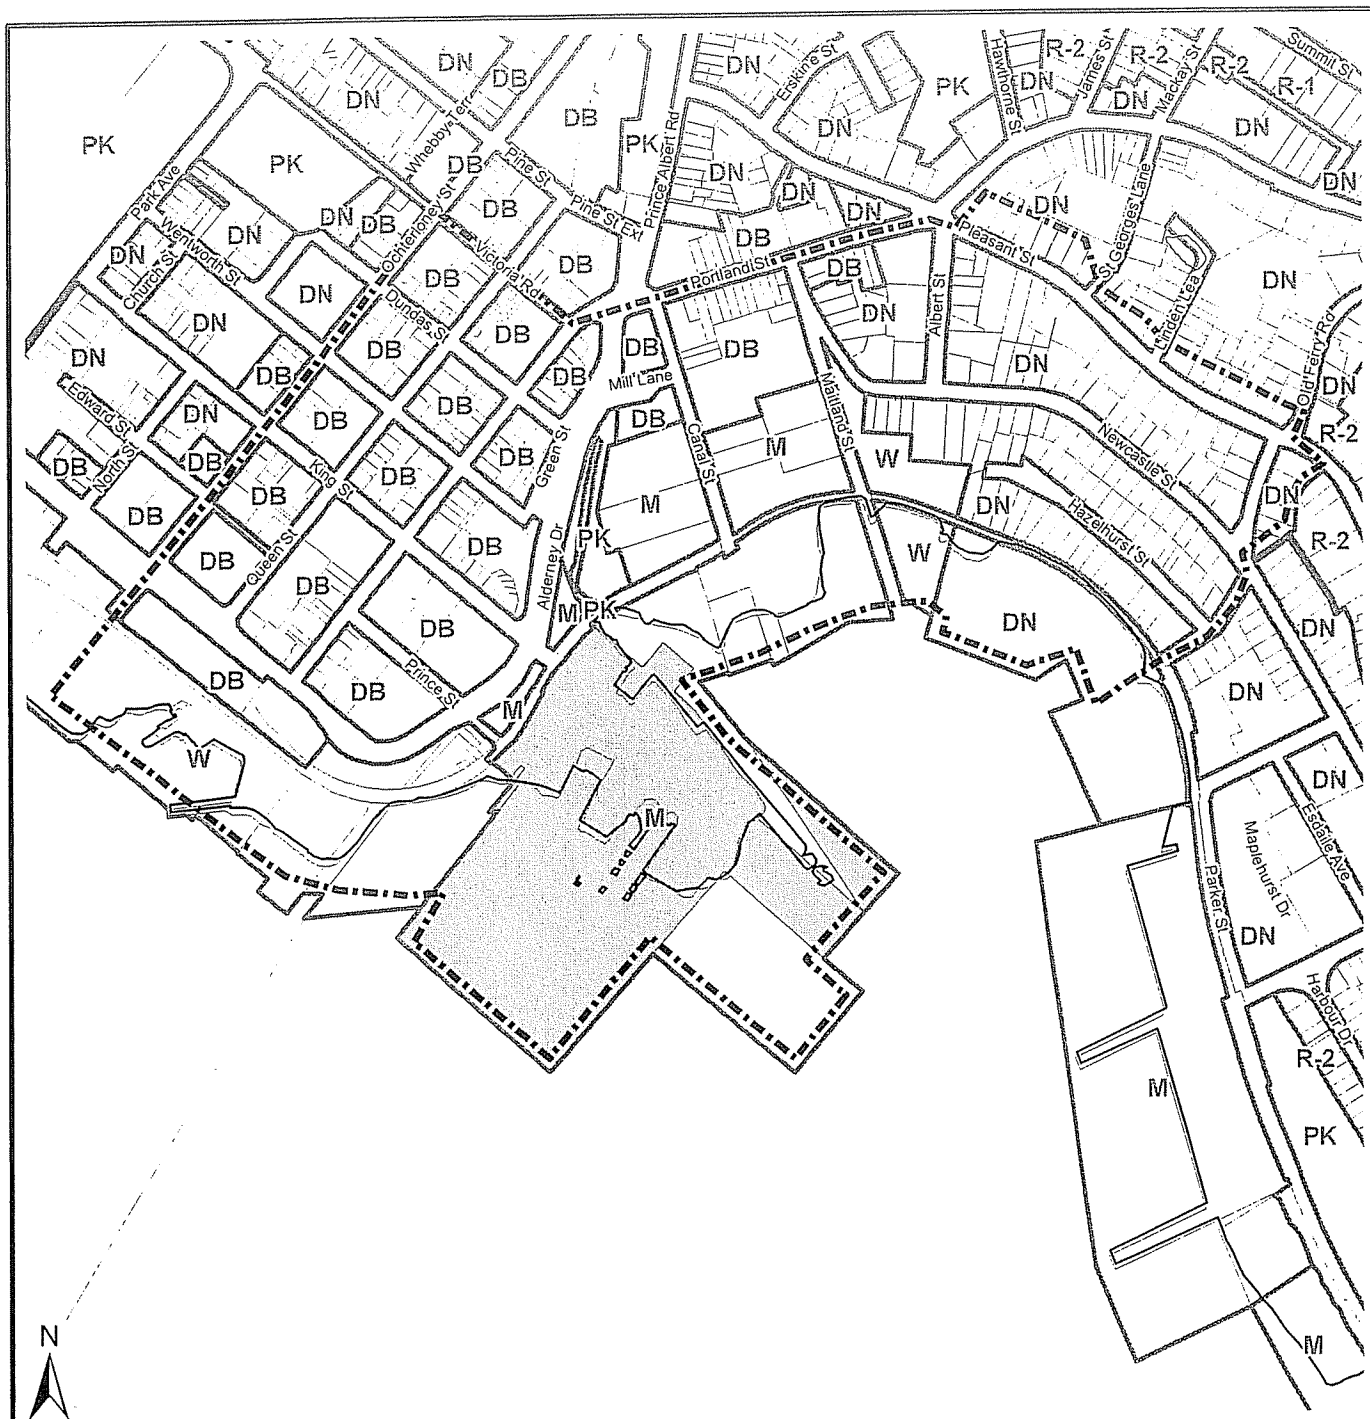 DN
DB
R-2
R-2
R-2
R-1
Summit St
DN
DN
Erskine St
PK
Hawthorne St
DN
James St
DN
Mackay St
DN
PK
Park Ave
PK
Whebby Terr
DB
DB
PK
Prince Albert Rd
DN
DN
Pine St
DB
Pine St Ext
DN
DN
DN
DN
DB
Ochterloney St
DN
Wentworth St
DN
Church St
DN
DB
Victoria Rd
DB
DB
Portland St
DB
Pleasant St
St Georges Lane
Linden Lea
DN
Old Ferry Rd
DN
DN
DN
DB
Dundas St
DB
DB
DB
DB
Mill Lane
DB
DN
Albert St
DN
R-2
Edward St
DB
North St
DN
DB
DB
King St
DB
DB
DB
Green St
DB
Canal St
M
M
Maitland St
W
Newcastle St
DN
DN
Hazelhurst St
R-2
DB
DB
DB
Queen St
DB
DB
Alderney Dr
PK
W
DN
DN
M
PK
DB
DB
DB
Prince St
M
DN
W
DN
M
Esdaile Ave
Maplehurst Dr
Parker St
DN
Harbour Dr
R-2
M
PK
N
M